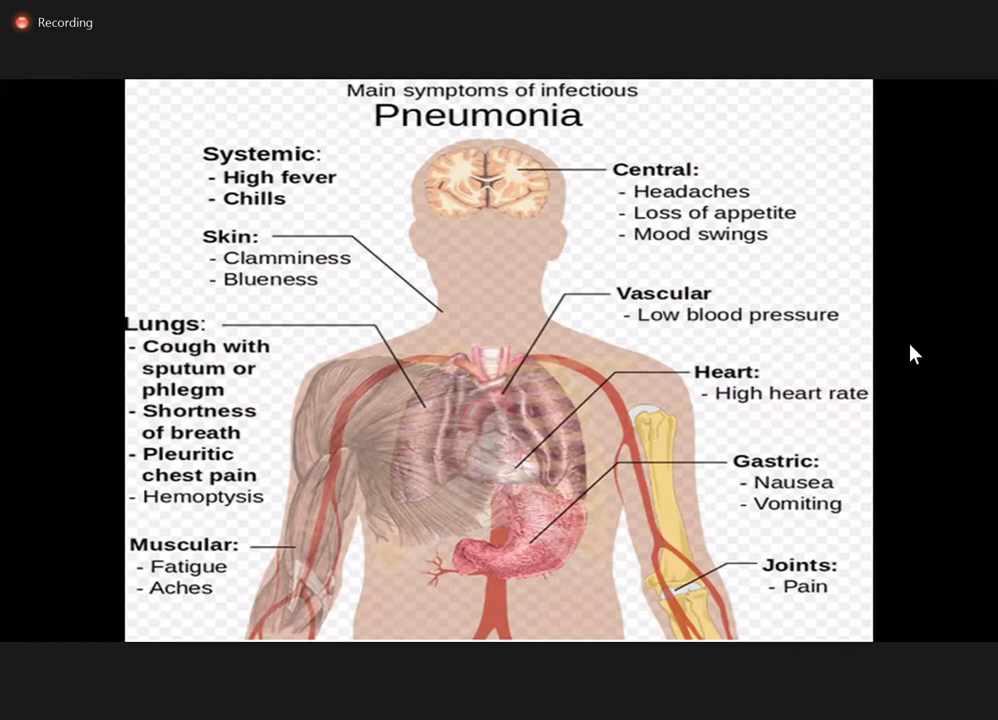 Recording
Main symptoms of infectious
Pneumonia
Systemic:
- High fever
- Chills
Skin:
- Clamminess
- Blueness
Lungs:
- Cough with
sputum or
phlegm
- Shortness
of breath
- Pleuritic
chest pain
- Hemoptysis
Muscular:
- Fatigue
- Aches
Central:
- Headaches
- Loss of appetite
- Mood swings
Vascular
- Low blood pressure
Heart:
- High heart rate
Gastric:
- Nausea
- Vomiting
Joints:
- Pain